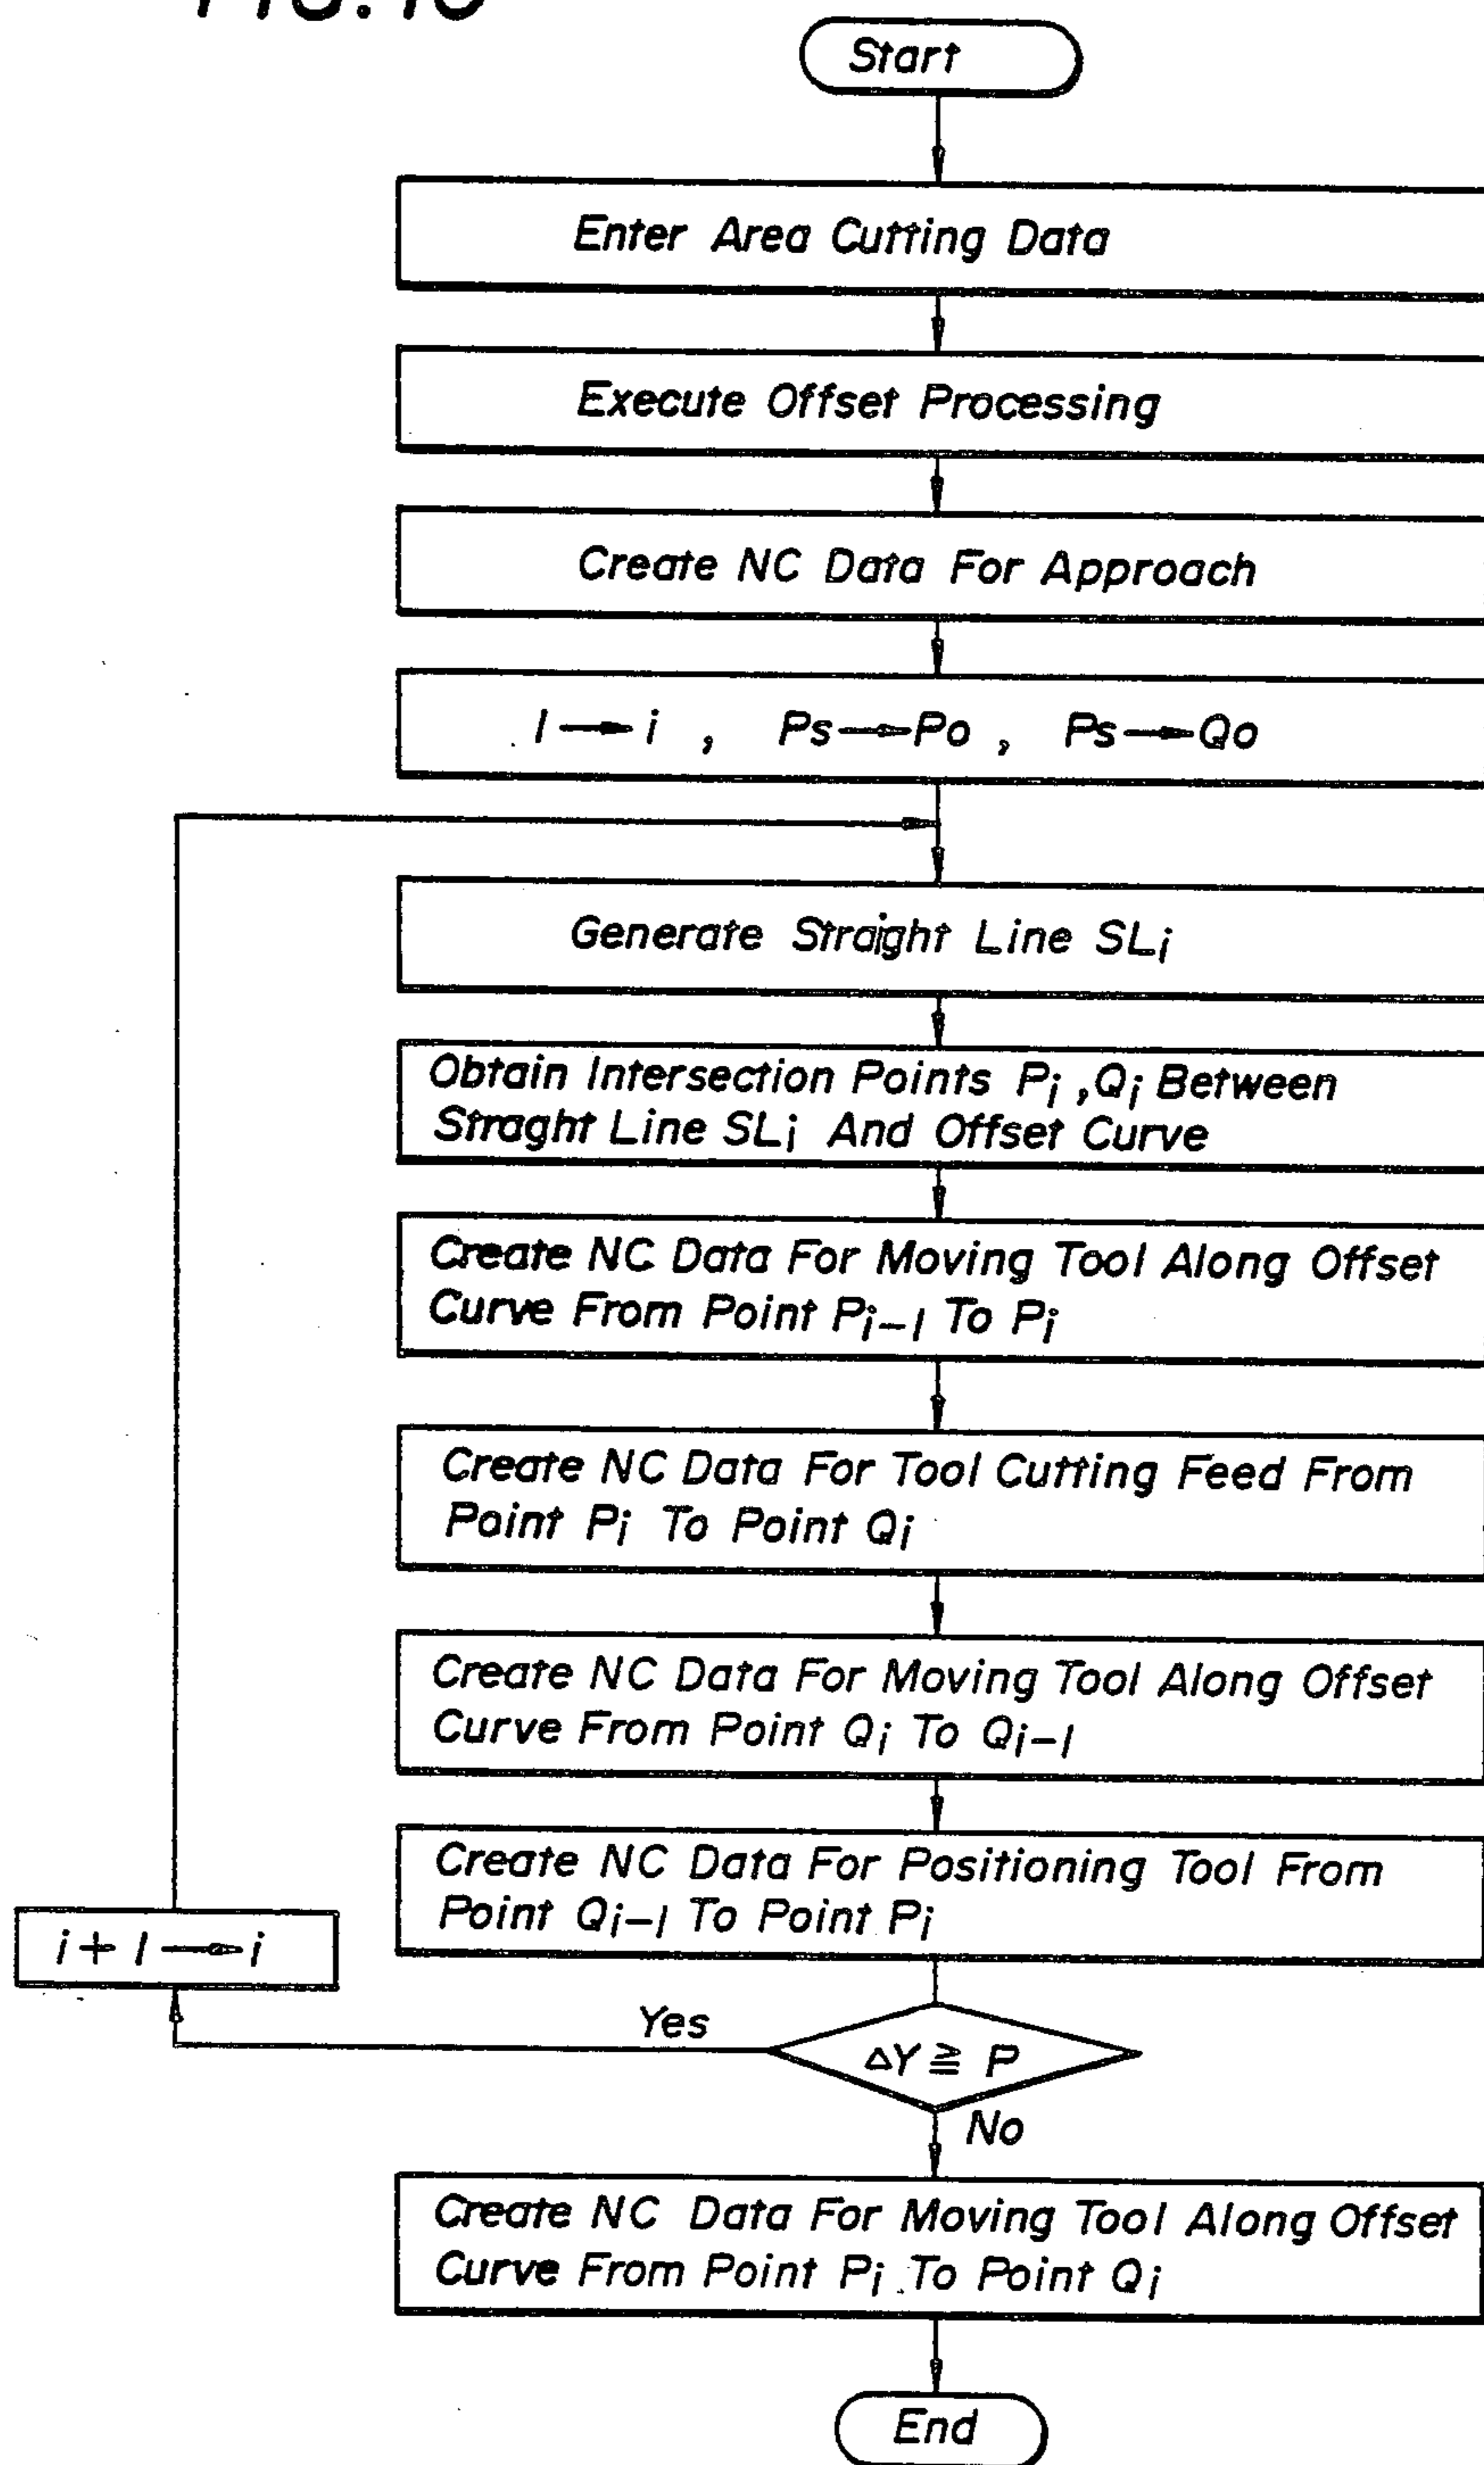 Start
Enter Area Cutting Data
Execute Offset Processing
Create NC Data For Approach
1 → i , Ps → Po , Ps → Qo
Generate Straight Line SLi
Obtain Intersection Points Pi ,Qi Between
Straght Line SLi And Offset Curve
Create NC Data For Moving Tool Along Offset
Curve From Point Pi-1 To Pi
Create NC Data For Tool Cutting Feed From
Point Pi To Point Qi
Create NC Data For Moving Tool Along Offset
Curve From Point Qi To Qi-1
Create NC Data For Positioning Tool From
Point Qi-1 To Point Pi
i + 1 → i
Yes
ΔY ≧ P
No
Create NC Data For Moving Tool Along Offset
Curve From Point Pi To Point Qi
End